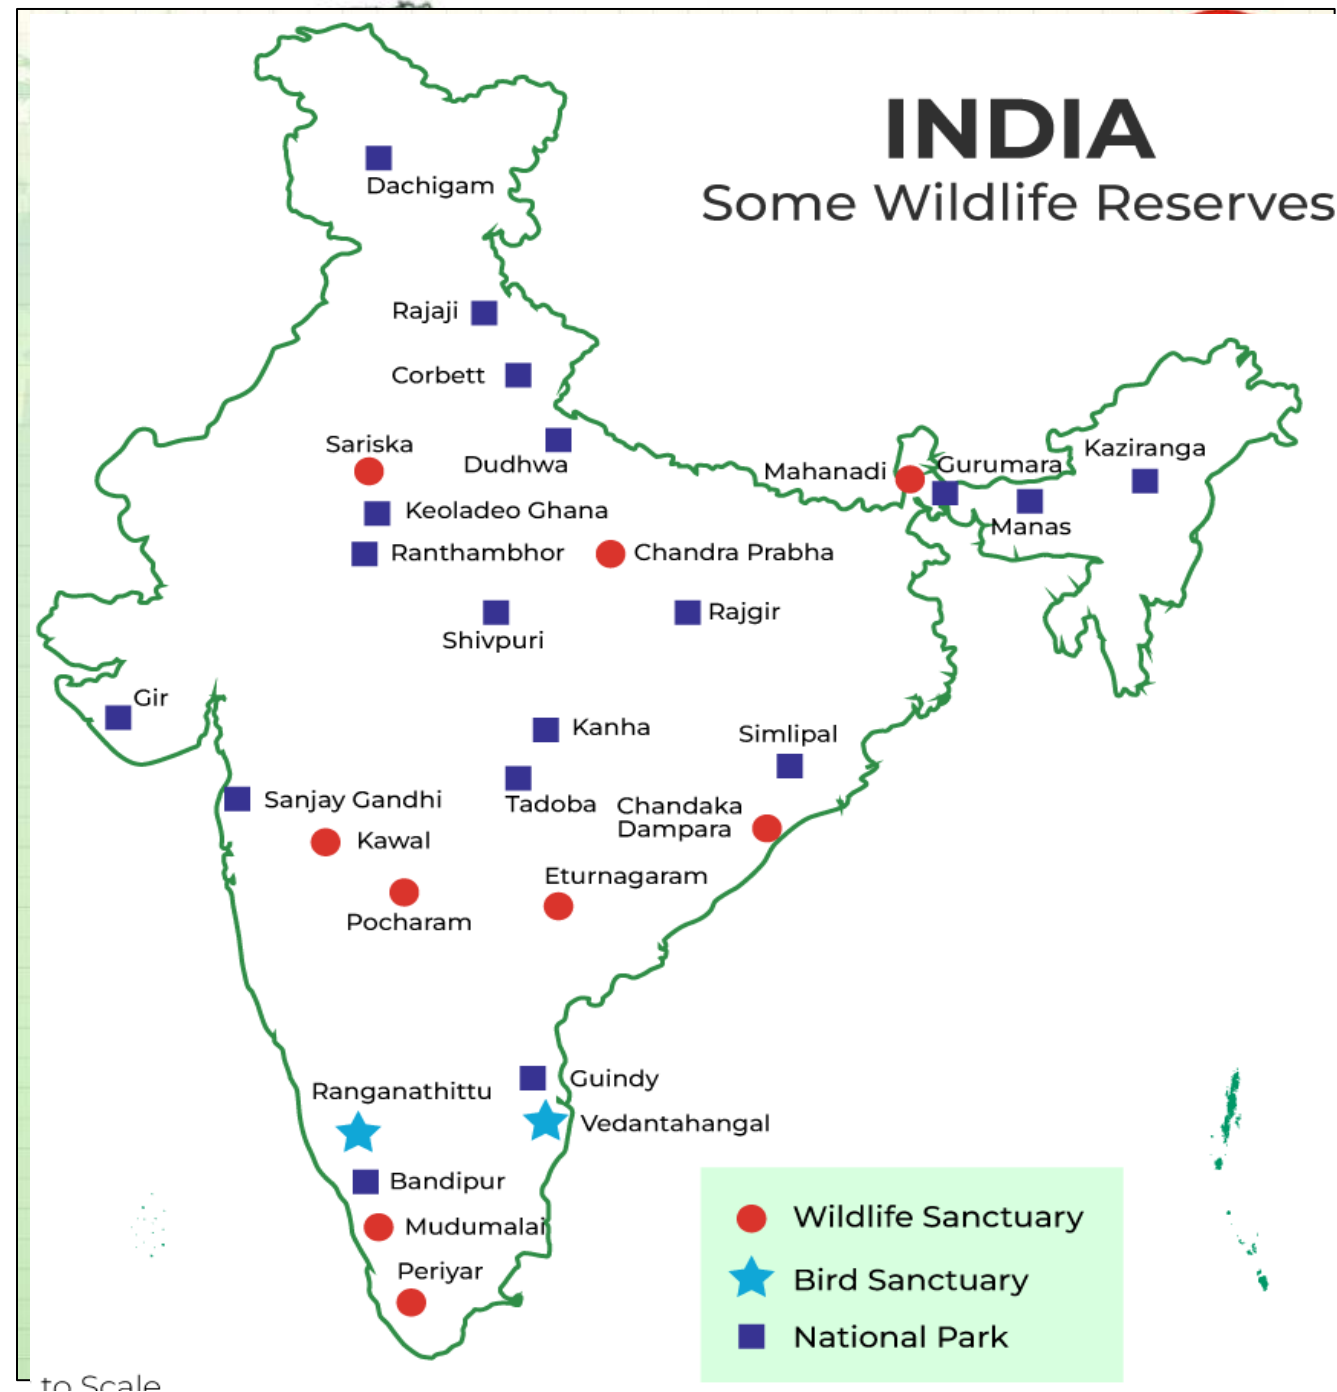 INDIA
Some Wildlife Reserves
Dachigam
Rajaji
Corbett
Sariska
Dudhwa
Mahanadi
Gurumara
Kaziranga
Manas
Keoladeo Ghana
Ranthambhor
Chandra Prabha
Shivpuri
Rajgir
Gir
Kanha
Simlipal
Sanjay Gandhi
Tadoba
Chandaka
Dampara
Kawal
Eturnagaram
Pocharam
Guindy
Ranganathittu
Vedantahangal
Bandipur
Mudumalai
Periyar
Wildlife Sanctuary
Bird Sanctuary
National Park
to Scale